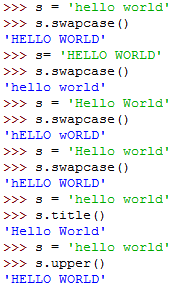 >>> s = 'hello world'
>>> s.swapcase()
'HELLO WORLD'
>>> s= 'HELLO WORLD'
>>> s.swapcase()
'hello world'
>>> s = 'Hello World'
>>> s.swapcase()
'hELLO wORLD'
>>> s = 'Hello World'
>>> s.swapcase()
'hELLO wORLD'
>>> s = 'hello world'
>>> s.title()
'Hello World'
>>> s = 'hello world'
>>> s.upper()
'HELLO WORLD'